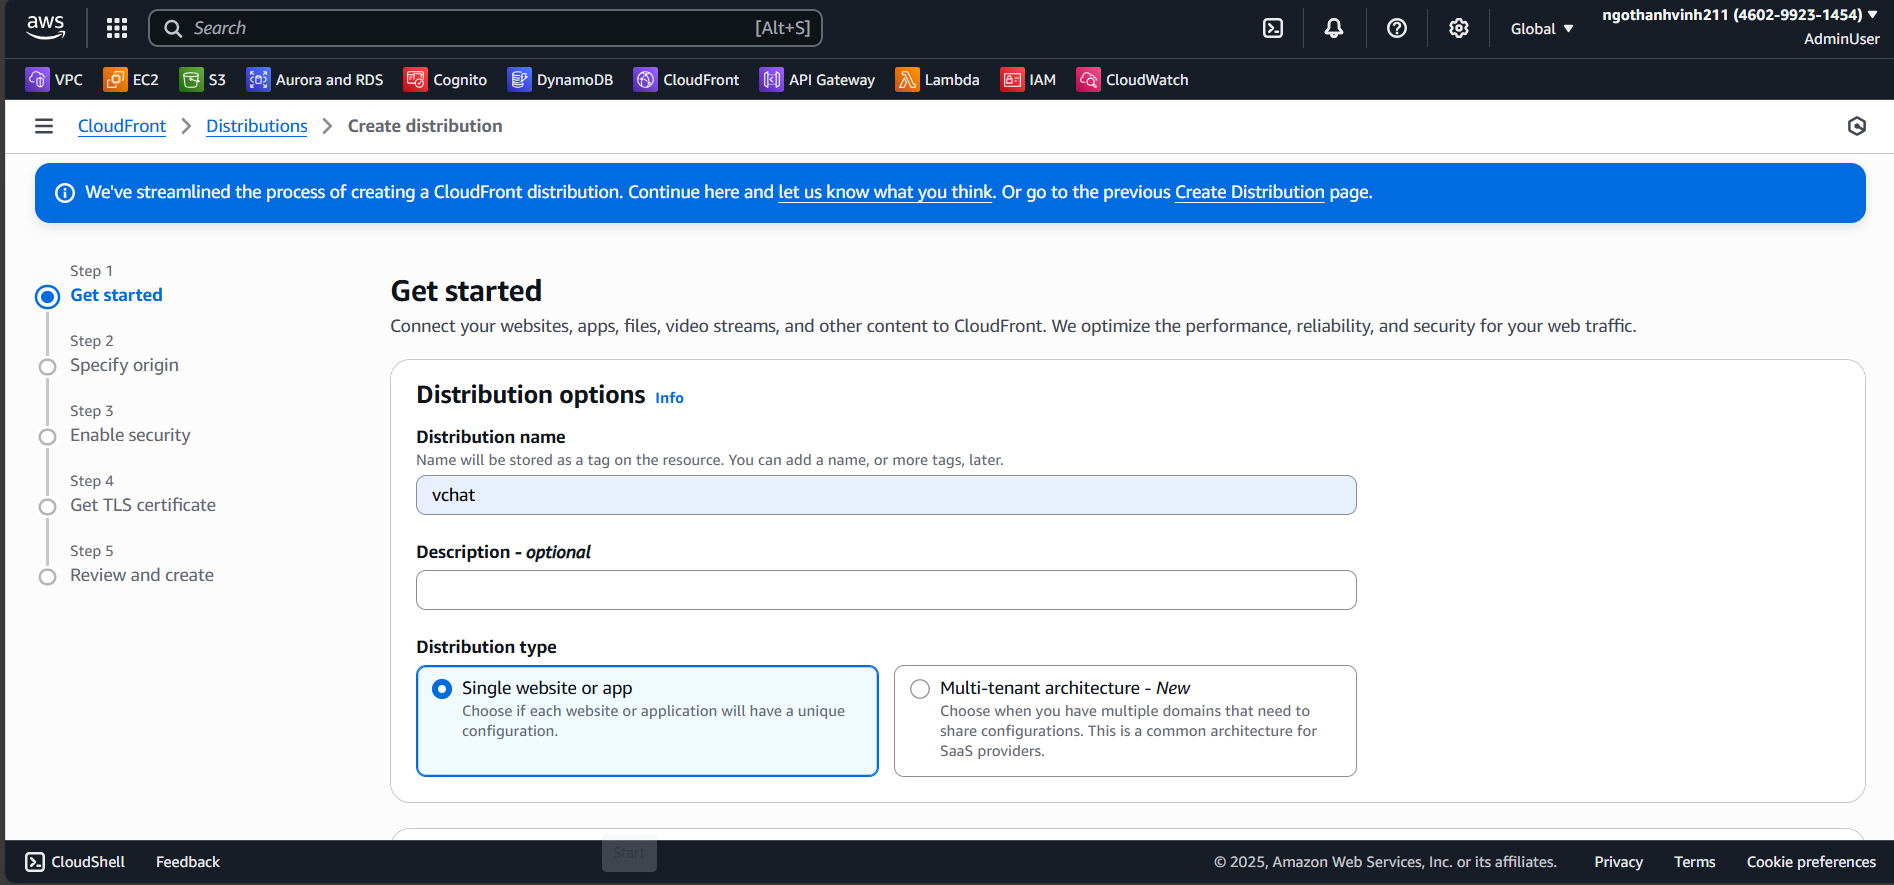 aws
Search [Alt+S]
Global
ngothanhvinh211 (4602-9923-1454)
AdminUser
VPC EC2 S3 Aurora and RDS Cognito DynamoDB CloudFront API Gateway Lambda IAM CloudWatch
CloudFront Distributions Create distribution
We've streamlined the process of creating a CloudFront distribution. Continue here and let us know what you think. Or go to the previous Create Distribution page.
Step 1
Get started
Step 2
Specify origin
Step 3
Enable security
Step 4
Get TLS certificate
Step 5
Review and create
Get started
Connect your websites, apps, files, video streams, and other content to CloudFront. We optimize the performance, reliability, and security for your web traffic.
Distribution options Info
Distribution name
Name will be stored as a tag on the resource. You can add a name, or more tags, later.
vchat
Description - optional
Distribution type
Single website or app
Choose if each website or application will have a unique
configuration.
Multi-tenant architecture - New
Choose when you have multiple domains that need to
share configurations. This is a common architecture for
SaaS providers.
Start
CloudShell Feedback © 2025, Amazon Web Services, Inc. or its affiliates. Privacy Terms Cookie preferences